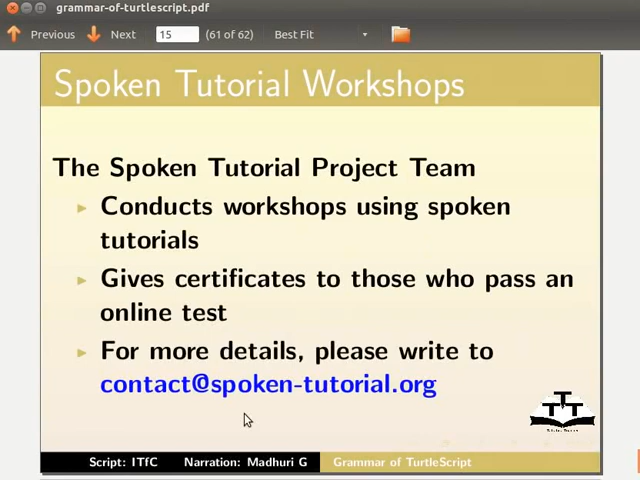 grammar-of-turtlescript.pdf
Previous Next 15 (61 of 62) Best Fit
Spoken Tutorial Workshops
The Spoken Tutorial Project Team
Conducts workshops using spoken
tutorials
Gives certificates to those who pass an
online test
For more details, please write to
contact@spoken-tutorial.org
Script: ITfC Narration: Madhuri G Grammar of TurtleScript